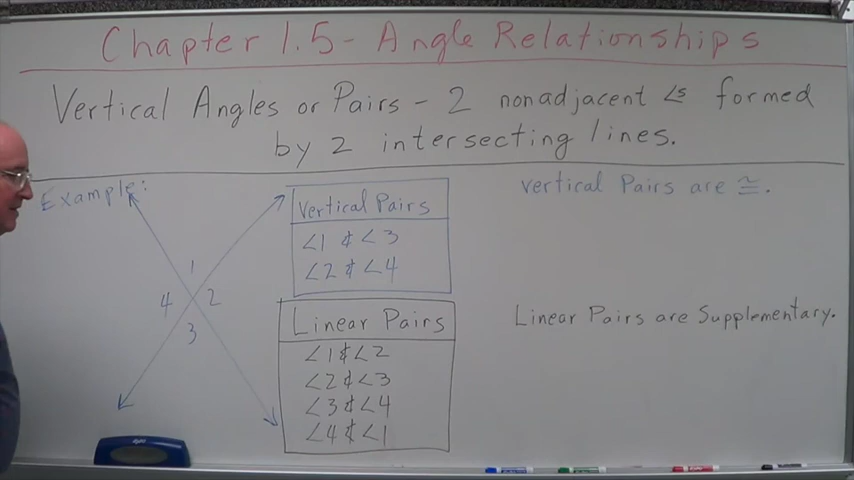 Chapter 1.5 - Angle Relationships
Vertical Angles or Pairs - 2 nonadjacent ∠s formed
by 2 intersecting lines.
Example:
1
4 2
3
Vertical Pairs
∠1 & ∠3
∠2 & ∠4
Linear Pairs
∠1 & ∠2
∠2 & ∠3
∠3 & ∠4
∠4 & ∠1
vertical Pairs are ≅.
Linear Pairs are Supplementary.